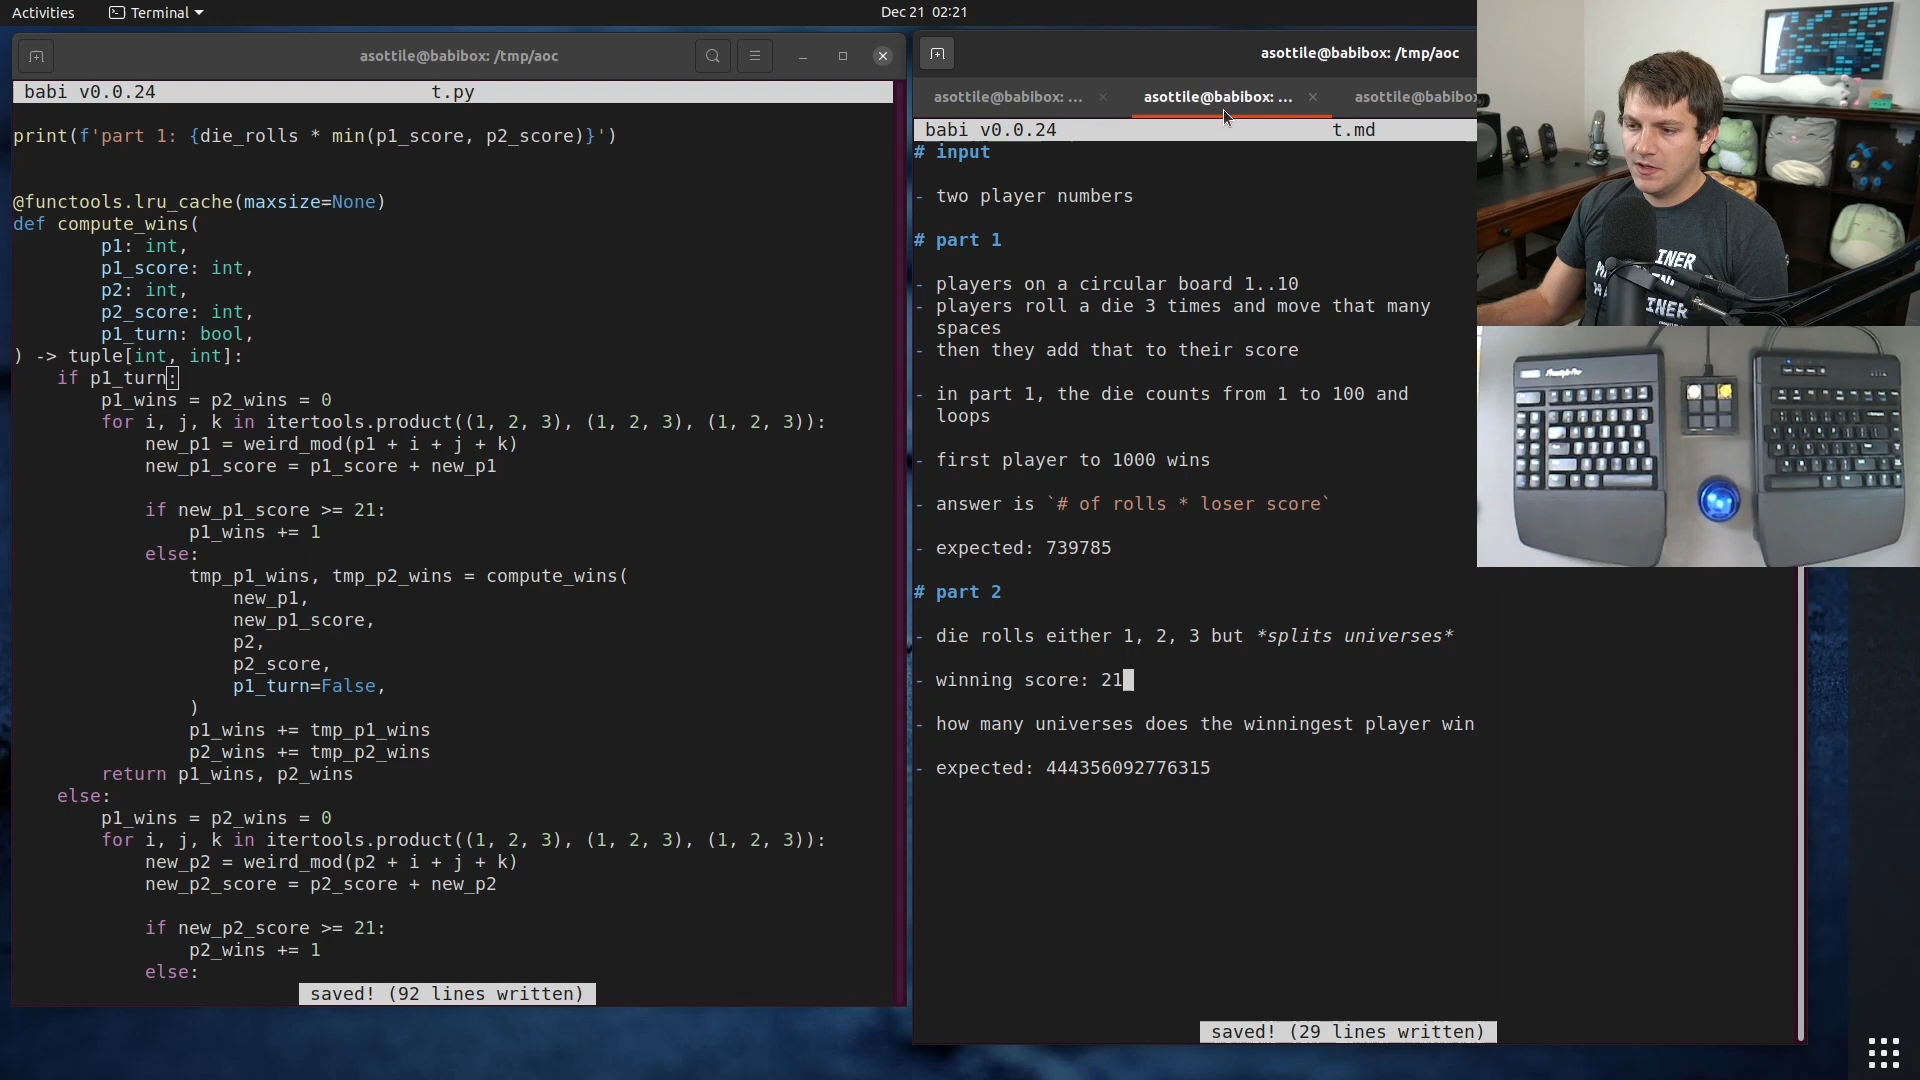 Activities
Terminal
Dec 21 02:21
asottile@babibox: /tmp/aoc
babi v0.0.24 t.py
print(f'part 1: {die_rolls * min(p1_score, p2_score)}')
@functools.lru_cache(maxsize=None)
def compute_wins(
p1: int,
p1_score: int,
p2: int,
p2_score: int,
p1_turn: bool,
) -> tuple[int, int]:
if p1_turn:
p1_wins = p2_wins = 0
for i, j, k in itertools.product((1, 2, 3), (1, 2, 3), (1, 2, 3)):
new_p1 = weird_mod(p1 + i + j + k)
new_p1_score = p1_score + new_p1
if new_p1_score >= 21:
p1_wins += 1
else:
tmp_p1_wins, tmp_p2_wins = compute_wins(
new_p1,
new_p1_score,
p2,
p2_score,
p1_turn=False,
)
p1_wins += tmp_p1_wins
p2_wins += tmp_p2_wins
return p1_wins, p2_wins
else:
p1_wins = p2_wins = 0
for i, j, k in itertools.product((1, 2, 3), (1, 2, 3), (1, 2, 3)):
new_p2 = weird_mod(p2 + i + j + k)
new_p2_score = p2_score + new_p2
if new_p2_score >= 21:
p2_wins += 1
else:
saved! (92 lines written)
asottile@babibox: /tmp/aoc
asottile@babibox: ...
asottile@babibox: ...
asottile@babibo
babi v0.0.24 t.md
# input
- two player numbers
# part 1
- players on a circular board 1..10
- players roll a die 3 times and move that many
spaces
- then they add that to their score
- in part 1, the die counts from 1 to 100 and
loops
- first player to 1000 wins
- answer is `# of rolls * loser score`
- expected: 739785
# part 2
- die rolls either 1, 2, 3 but *splits universes*
- winning score: 21
- how many universes does the winningest player win
- expected: 444356092776315
saved! (29 lines written)
INER
INER